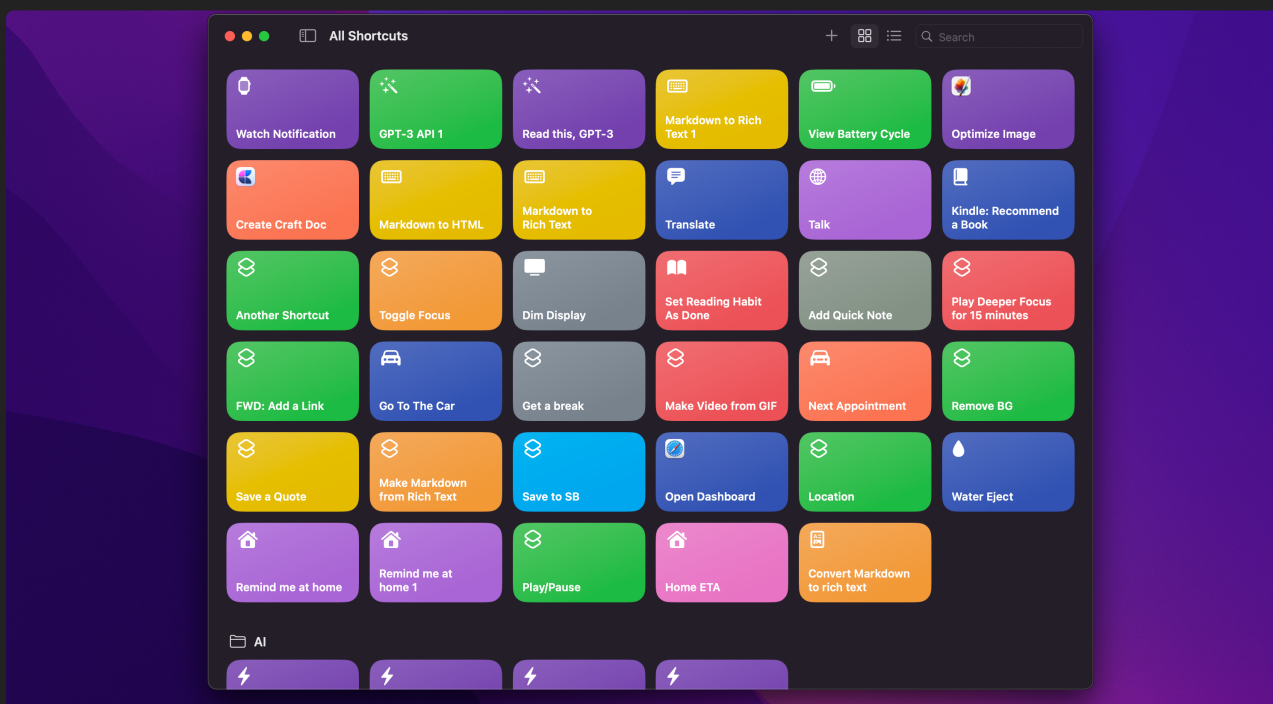 All Shortcuts
Search
Watch Notification
GPT-3 API 1
Read this, GPT-3
Markdown to Rich
Text 1
View Battery Cycle
Optimize Image
Create Craft Doc
Markdown to HTML
Markdown to
Rich Text
Translate
Talk
Kindle: Recommend
a Book
Another Shortcut
Toggle Focus
Dim Display
Set Reading Habit
As Done
Add Quick Note
Play Deeper Focus
for 15 minutes
FWD: Add a Link
Go To The Car
Get a break
Make Video from GIF
Next Appointment
Remove BG
Save a Quote
Make Markdown
from Rich Text
Save to SB
Open Dashboard
Location
Water Eject
Remind me at home
Remind me at
home 1
Play/Pause
Home ETA
Convert Markdown
to rich text
AI